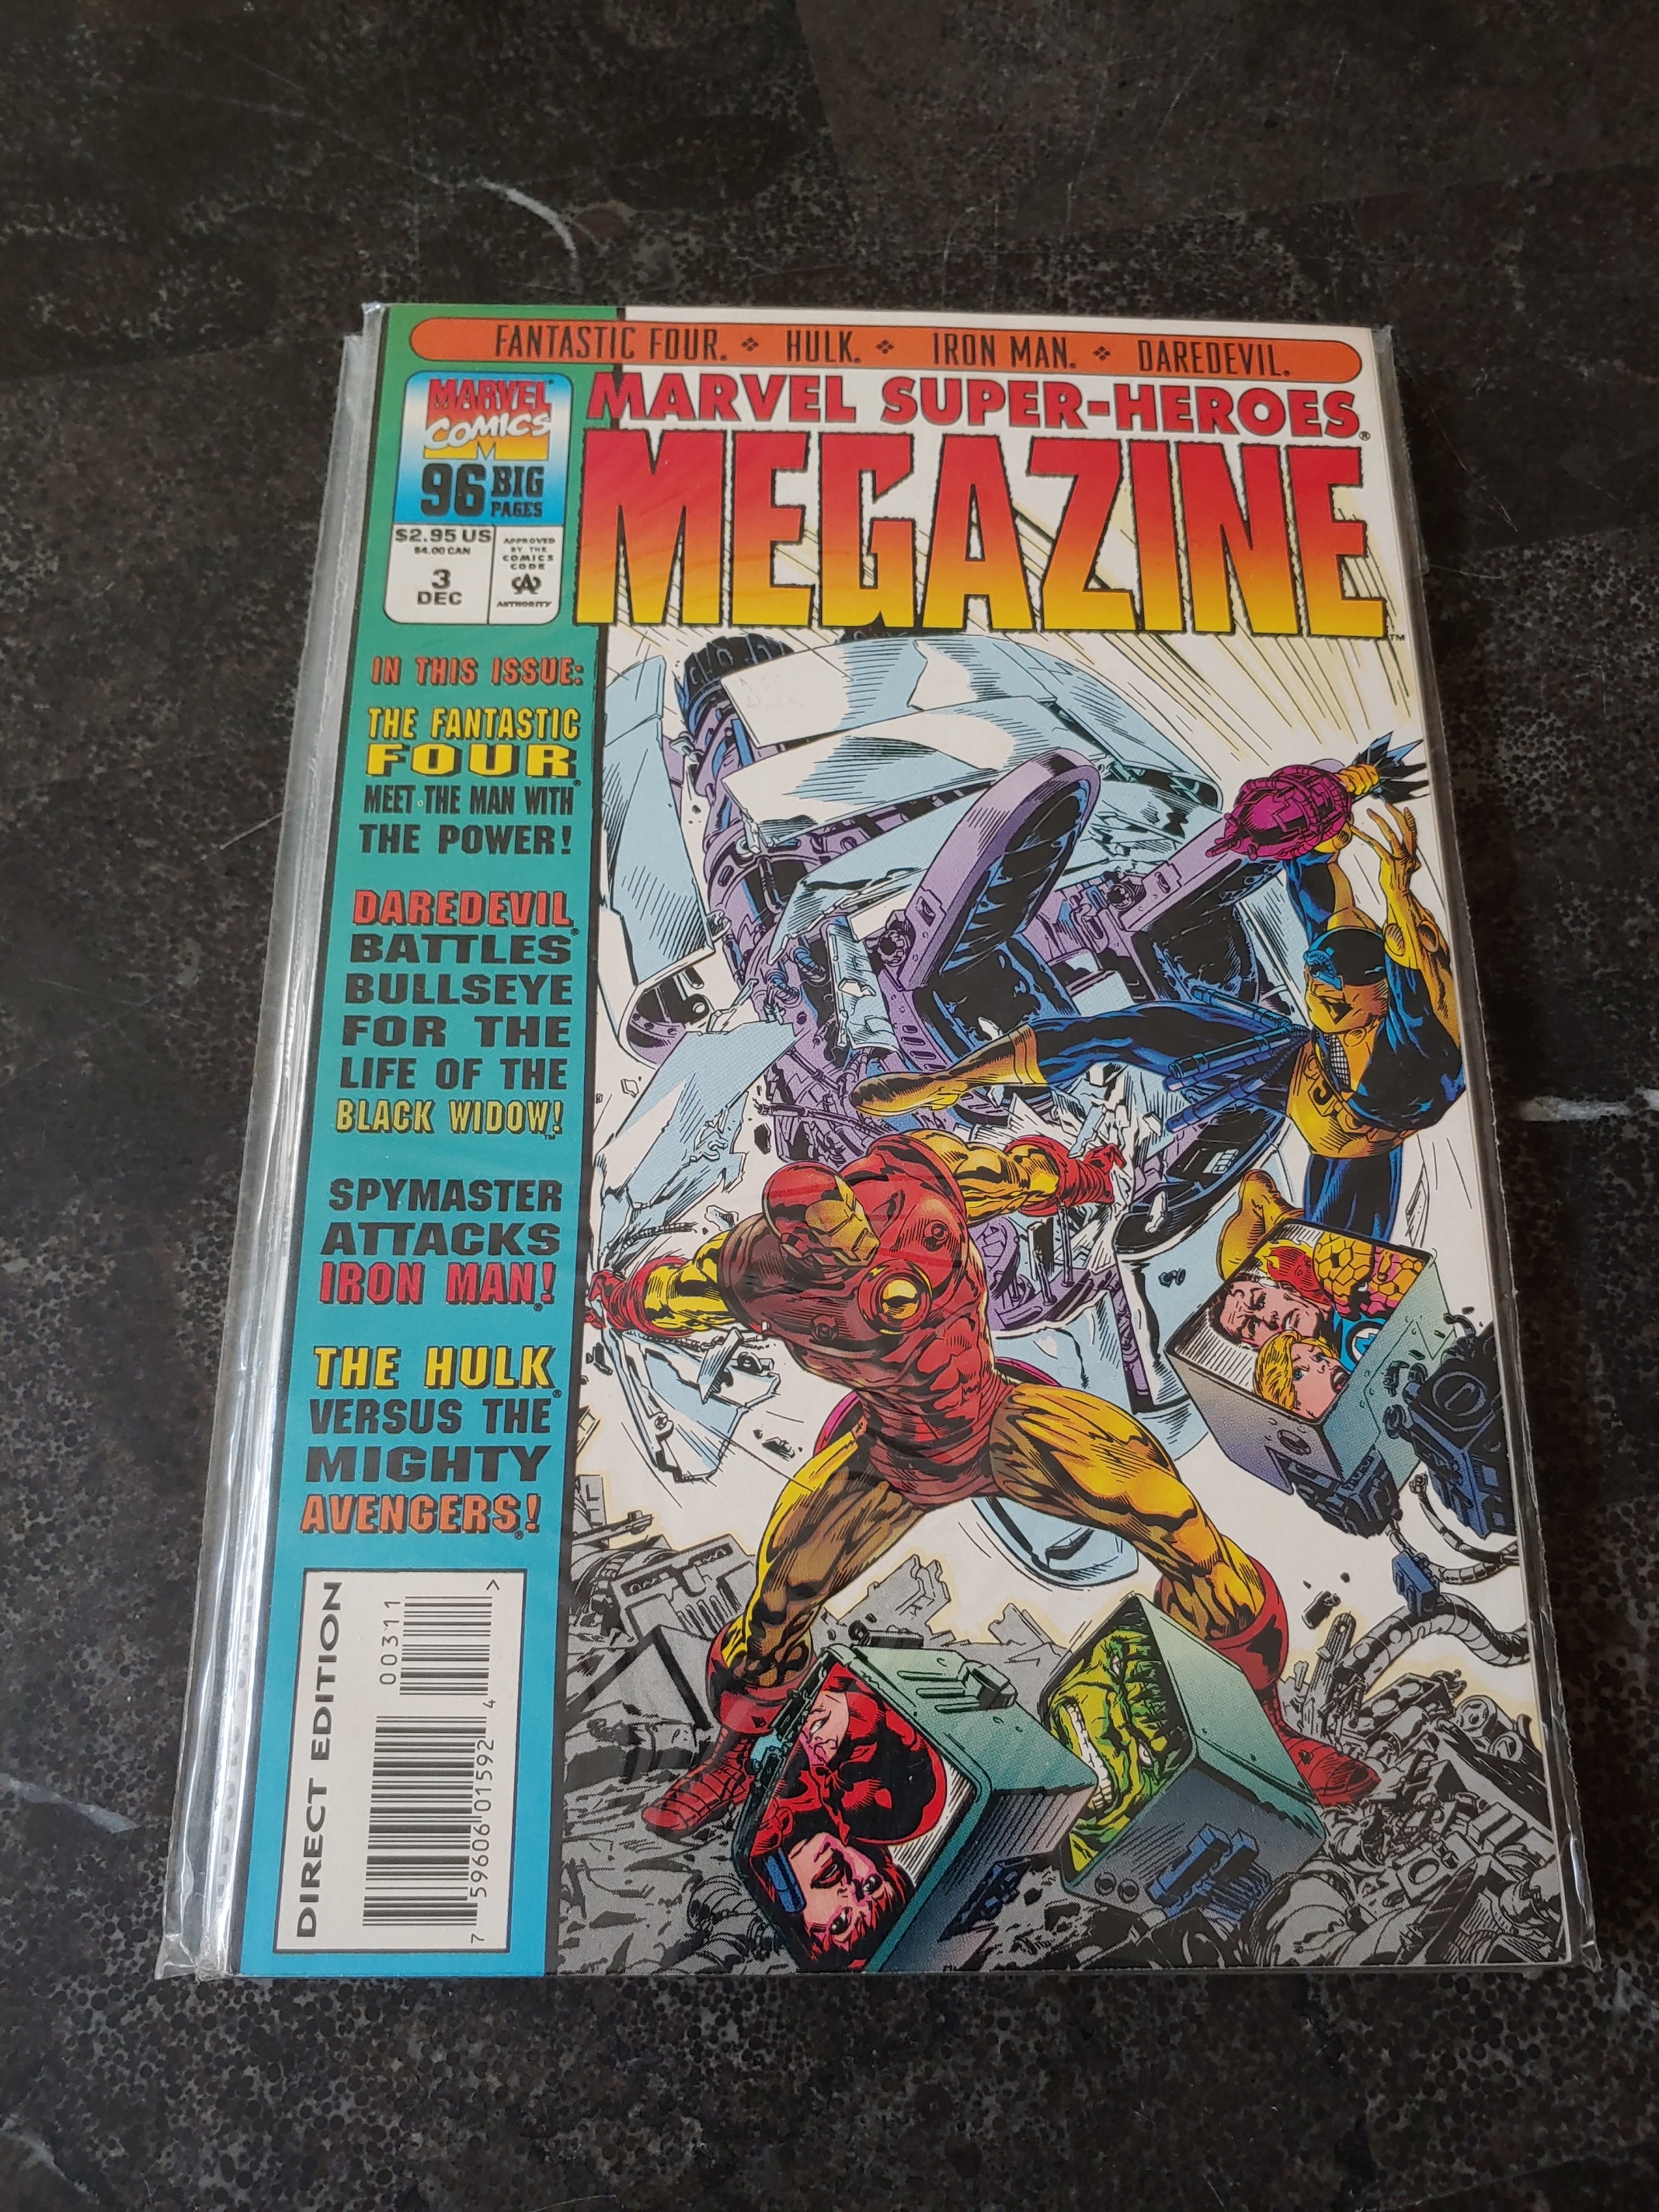 FANTASTIC FOUR.® ❖ HULK.® ❖ IRON MAN.® ❖ DAREDEVIL.®
MARVEL®
COMICS
96 BIG
PAGES
$2.95 US
$4.00 CAN
3
DEC
APPROVED
BY THE
COMICS
CODE
CA
AUTHORITY
MARVEL SUPER-HEROES®
MEGAZINE™
IN THIS ISSUE:
THE FANTASTIC
FOUR®
MEET THE MAN WITH
THE POWER!
DAREDEVIL®
BATTLES
BULLSEYE
FOR THE
LIFE OF THE
BLACK WIDOW!™
SPYMASTER
ATTACKS
IRON MAN!®
THE HULK®
VERSUS THE
MIGHTY
AVENGERS!®
DIRECT EDITION
00311
7 59606 01592 4